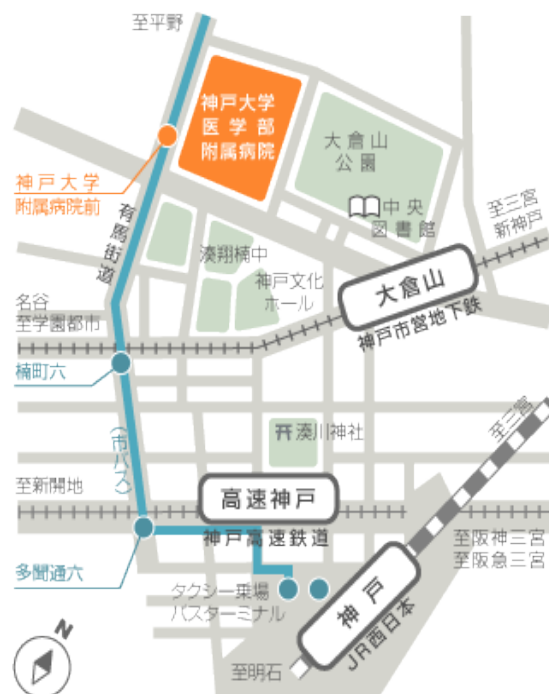 至平野
神戸大学
医学部
附属病院
大倉山
公園
神戸大学
附属病院前
中央
図書館
至三宮
新神戸
有馬街道
湊翔楠中
神戸文化
ホール
大倉山
神戸市営地下鉄
名谷
至学園都市
楠町六
至三宮
湊川神社
(市バス)
至新開地
高速神戸
神戸高速鉄道
至阪神三宮
至阪急三宮
多聞通六
タクシー乗場
バスターミナル
神戸
JR西日本
至明石
N